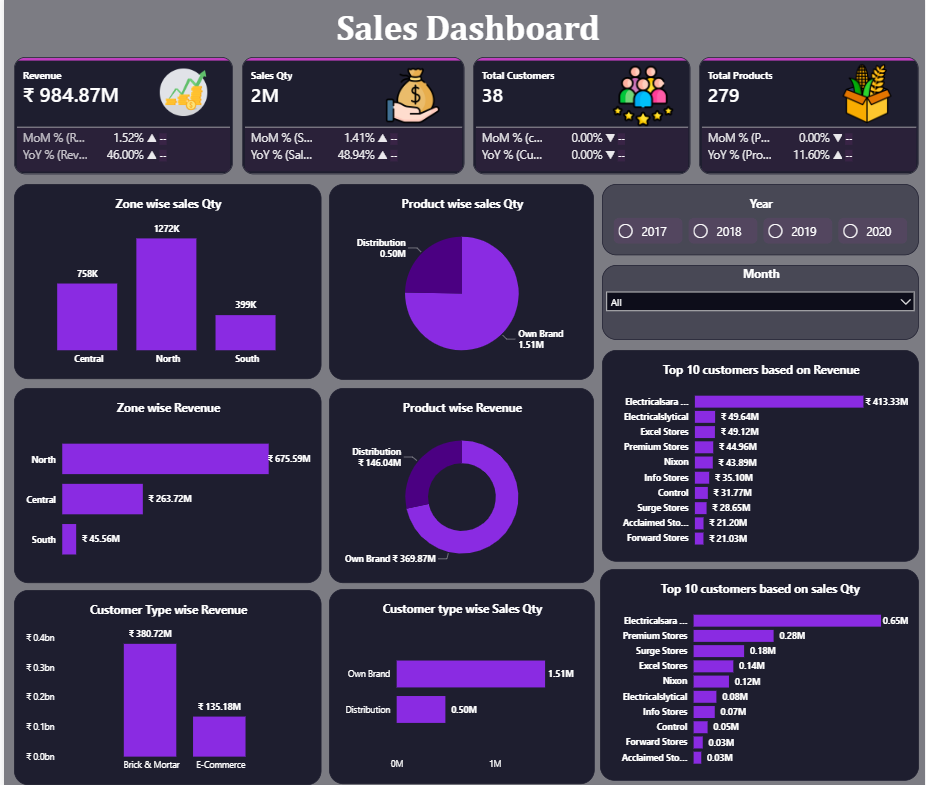 Sales Dashboard
Revenue
₹ 984.87M
MoM % (R... 1.52% ▲ --
YoY % (Rev... 46.00% ▲ --
Sales Qty
2M
MoM % (S... 1.41% ▲ --
YoY % (Sal... 48.94% ▲ --
Total Customers
38
MoM % (c... 0.00% ▼ --
YoY % (Cu... 0.00% ▼ --
Total Products
279
MoM % (P... 0.00% ▼ --
YoY % (Pro... 11.60% ▲ --
Zone wise sales Qty
1272K
758K
399K
Central North South
Product wise sales Qty
Distribution
0.50M
Own Brand
1.51M
Year
2017 2018 2019 2020
Month
All
Zone wise Revenue
North ₹ 675.59M
Central ₹ 263.72M
South ₹ 45.56M
Product wise Revenue
Distribution
₹ 146.04M
Own Brand ₹ 369.87M
Top 10 customers based on Revenue
Electricalsara ... ₹ 413.33M
Electricalslytical ₹ 49.64M
Excel Stores ₹ 49.12M
Premium Stores ₹ 44.96M
Nixon ₹ 43.89M
Info Stores ₹ 35.10M
Control ₹ 31.77M
Surge Stores ₹ 28.65M
Acclaimed Sto... ₹ 21.20M
Forward Stores ₹ 21.03M
Customer Type wise Revenue
₹ 0.4bn
₹ 0.3bn
₹ 0.2bn
₹ 0.1bn
₹ 0.0bn
₹ 380.72M
₹ 135.18M
Brick & Mortar E-Commerce
Customer type wise Sales Qty
Own Brand 1.51M
Distribution 0.50M
0M 1M
Top 10 customers based on sales Qty
Electricalsara ... 0.65M
Premium Stores 0.28M
Surge Stores 0.18M
Excel Stores 0.14M
Nixon 0.12M
Electricalslytical 0.08M
Info Stores 0.07M
Control 0.05M
Forward Stores 0.03M
Acclaimed Sto... 0.03M